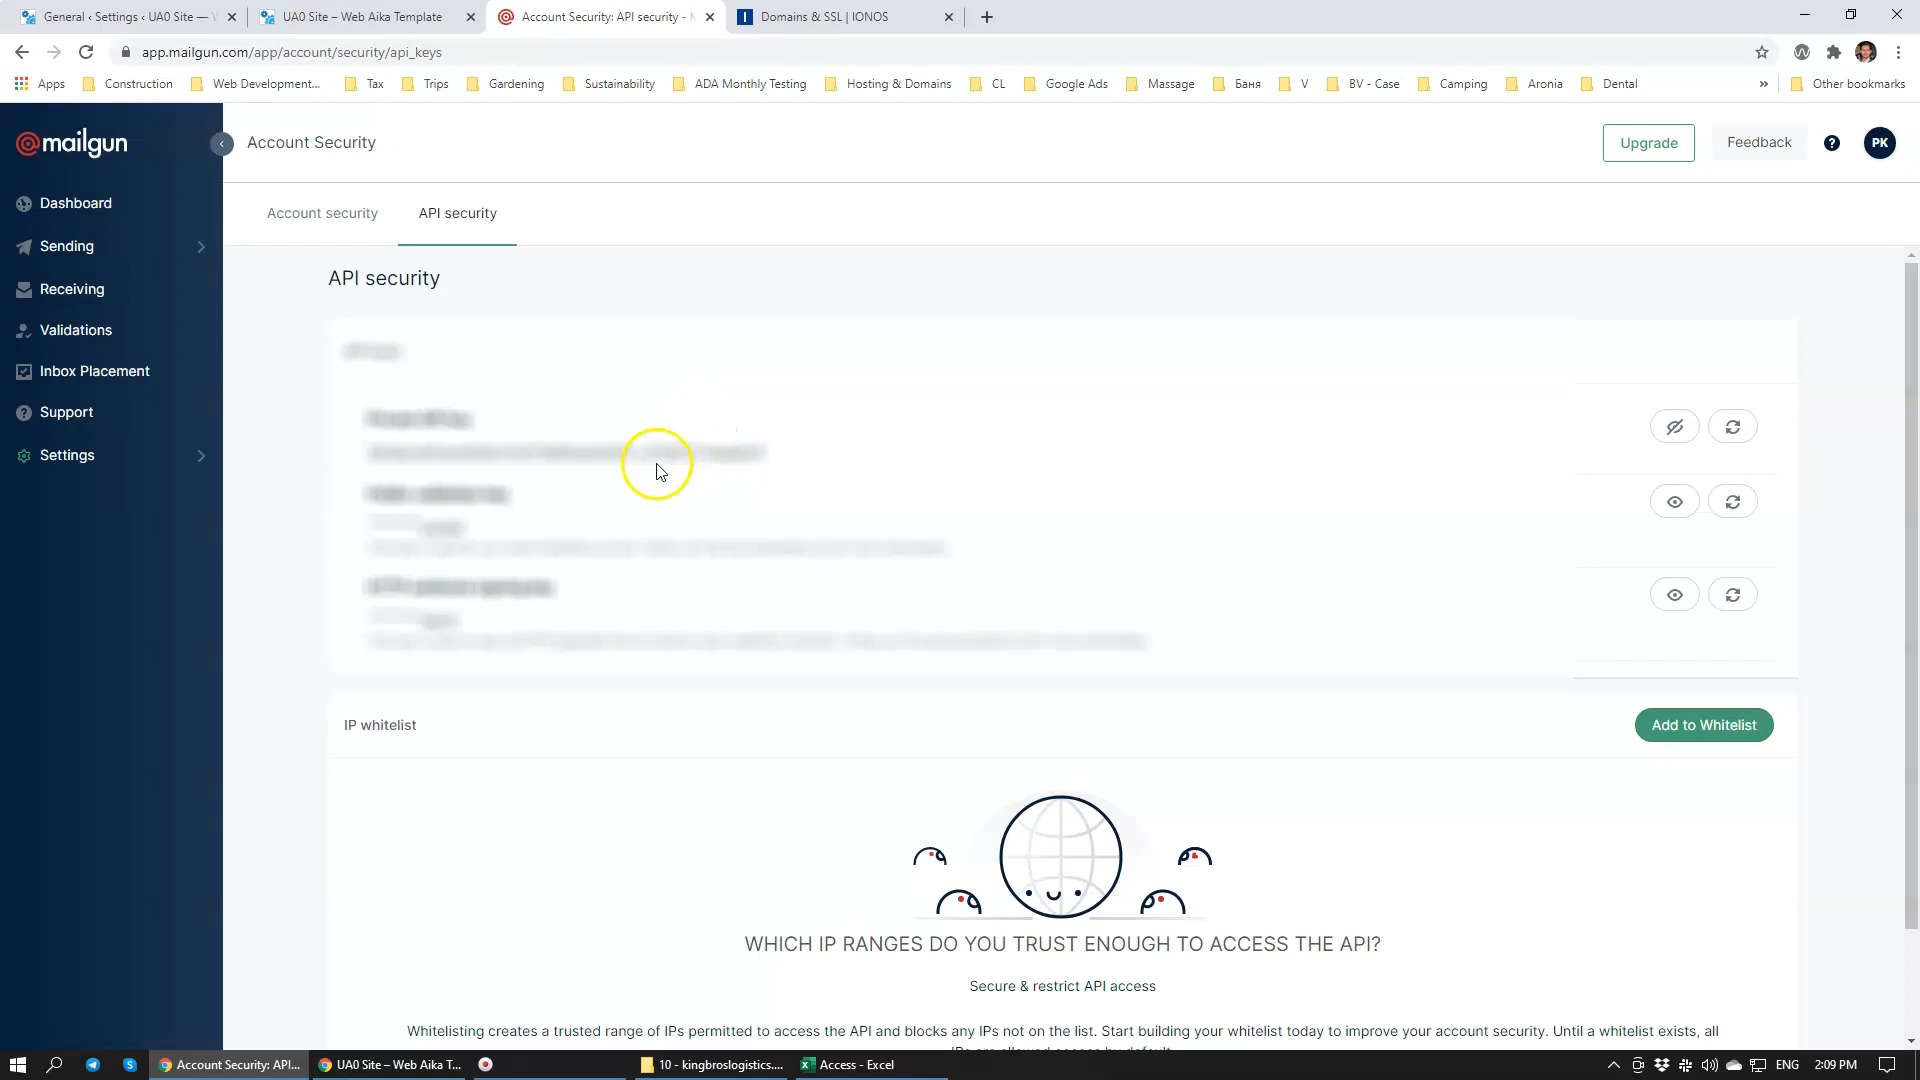 General ‹ Settings ‹ UA0 Site — W
UA0 Site – Web Aika Template
Account Security: API security - M
Domains & SSL | IONOS
app.mailgun.com/app/account/security/api_keys
Apps
Construction
Web Development...
Tax
Trips
Gardening
Sustainability
ADA Monthly Testing
Hosting & Domains
CL
Google Ads
Massage
Баня
V
BV - Case
Camping
Aronia
Dental
»
Other bookmarks
@mailgun
Account Security
Upgrade
Feedback
?
PK
Dashboard
Sending
Receiving
Validations
Inbox Placement
Support
Settings
Account security
API security
API security
IP whitelist
Add to Whitelist
WHICH IP RANGES DO YOU TRUST ENOUGH TO ACCESS THE API?
Secure & restrict API access
Whitelisting creates a trusted range of IPs permitted to access the API and blocks any IPs not on the list. Start building your whitelist today to improve your account security. Until a whitelist exists, all
IPs are allowed access by default
Account Security: API...
UA0 Site – Web Aika T...
10 - kingbroslogistics....
Access - Excel
ENG
2:09 PM